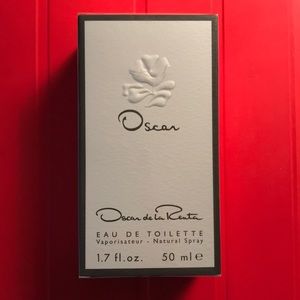 Oscar
Oscar de la Renta
EAU DE TOILETTE
Vaporisateur - Natural Spray
1.7 fl.oz. 50 ml e